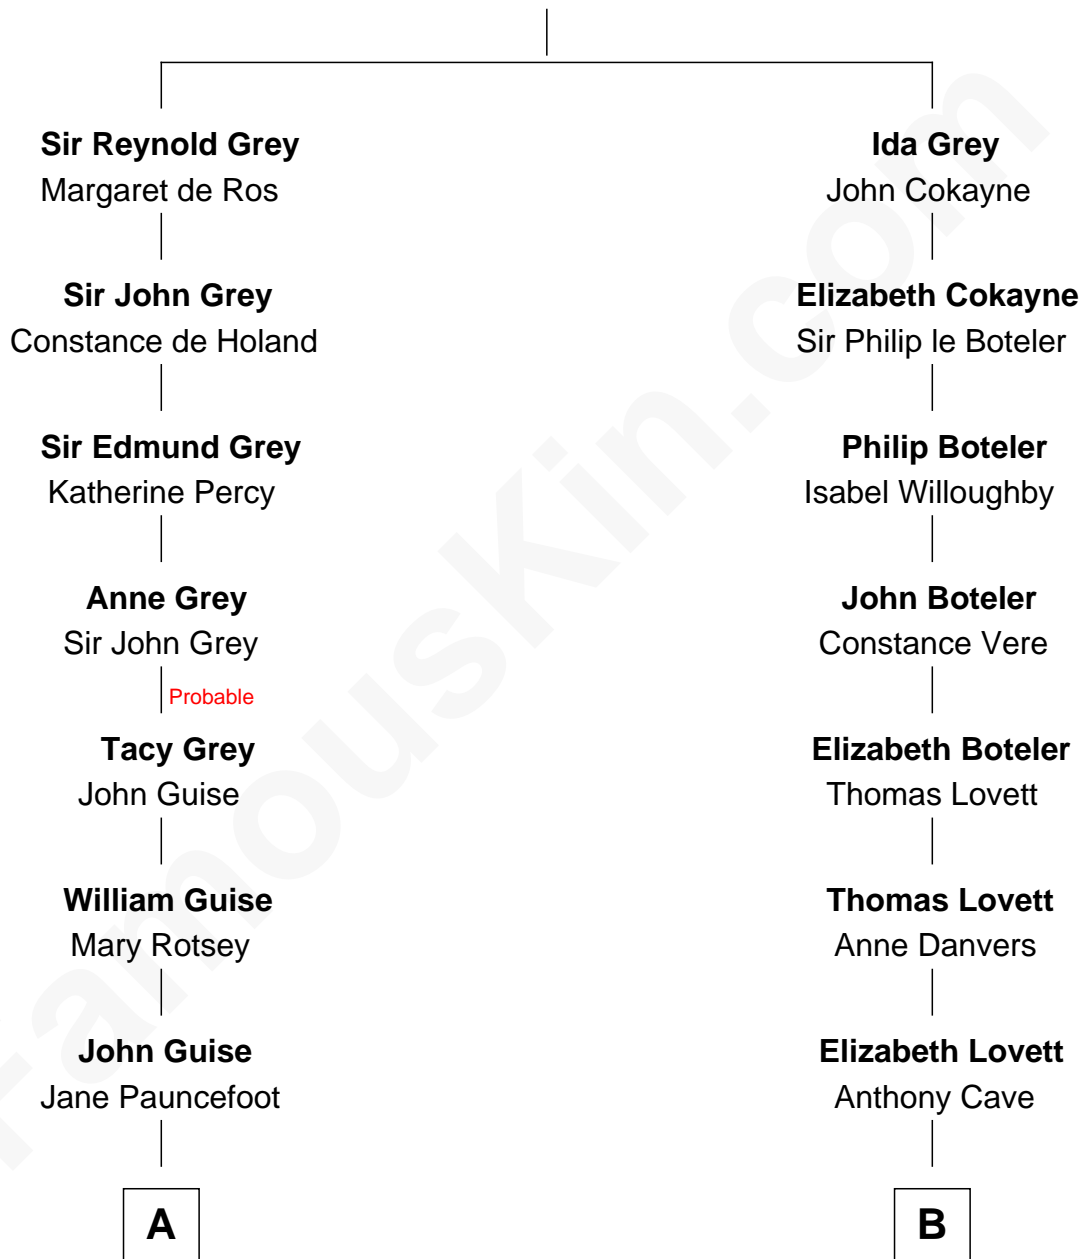 Sir Reynold Grey
Margaret de Ros
Sir John Grey
Constance de Holand
Sir Edmund Grey
Katherine Percy
Anne Grey
Sir John Grey
Probable
Tacy Grey
John Guise
William Guise
Mary Rotsey
John Guise
Jane Pauncefoot
A
Ida Grey
John Cokayne
Elizabeth Cokayne
Sir Philip le Boteler
Philip Boteler
Isabel Willoughby
John Boteler
Constance Vere
Elizabeth Boteler
Thomas Lovett
Thomas Lovett
Anne Danvers
Elizabeth Lovett
Anthony Cave
B
FamousKin.com